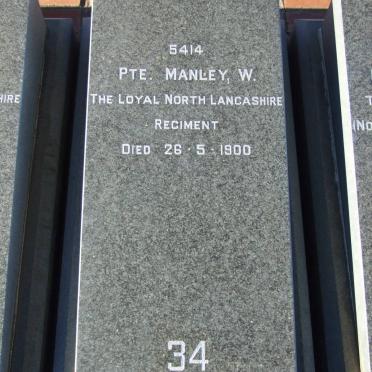 5414
PTE. MANLEY, W.
THE LOYAL NORTH LANCASHIRE
REGIMENT
DIED 26 · 5 · 1900
34